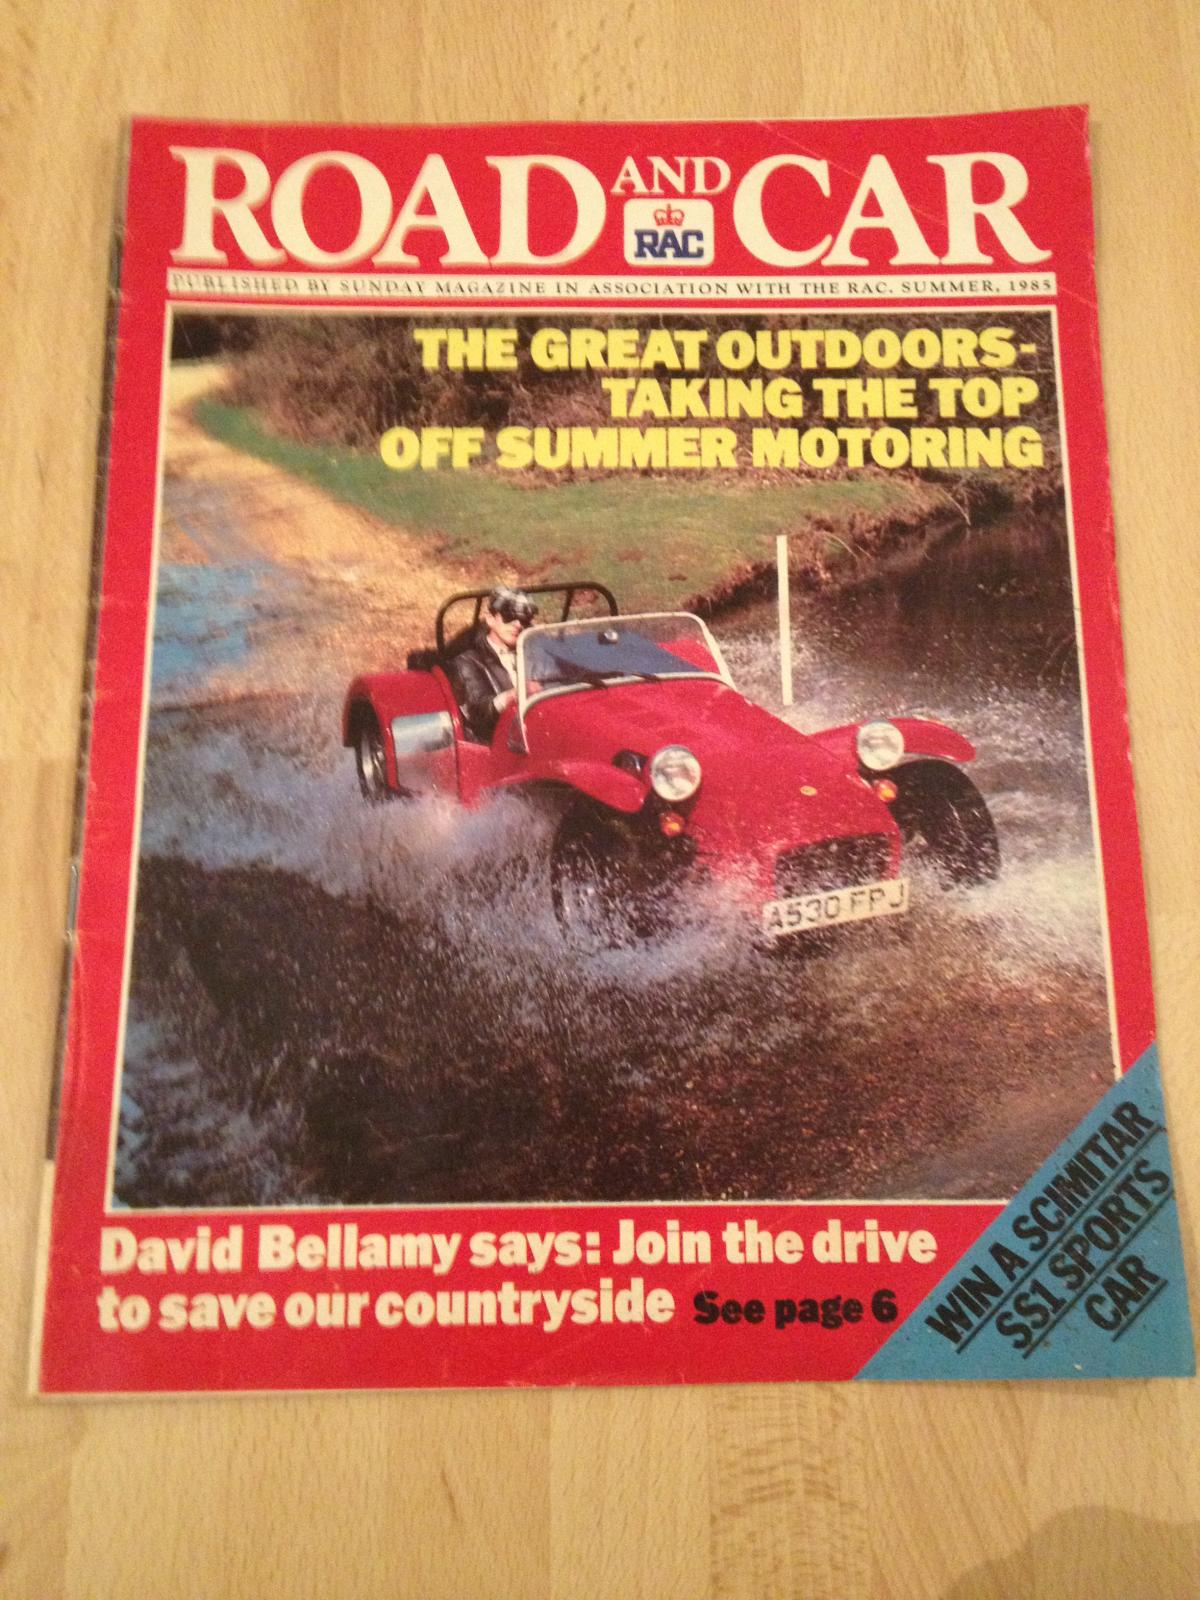 ROAD AND CAR
RAC
PUBLISHED BY SUNDAY MAGAZINE IN ASSOCIATION WITH THE RAC. SUMMER, 1985
THE GREAT OUTDOORS-
TAKING THE TOP
OFF SUMMER MOTORING
A530 FPJ
David Bellamy says: Join the drive
to save our countryside See page 6
WIN A SCIMITAR
SS1 SPORTS
CAR